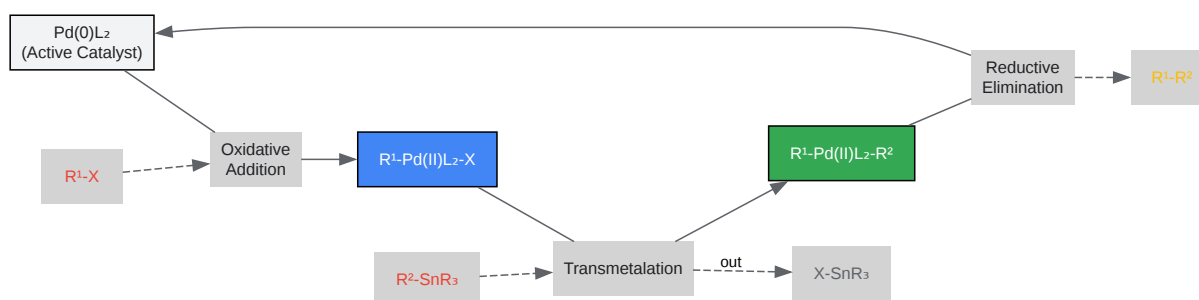 Pd(0)L₂
(Active Catalyst)
Reductive
Elimination
R¹-R²
Oxidative
Addition
R¹-Pd(II)L₂-X
R¹-Pd(II)L₂-R²
R¹-X
Transmetalation
out
R²-SnR₃
X-SnR₃